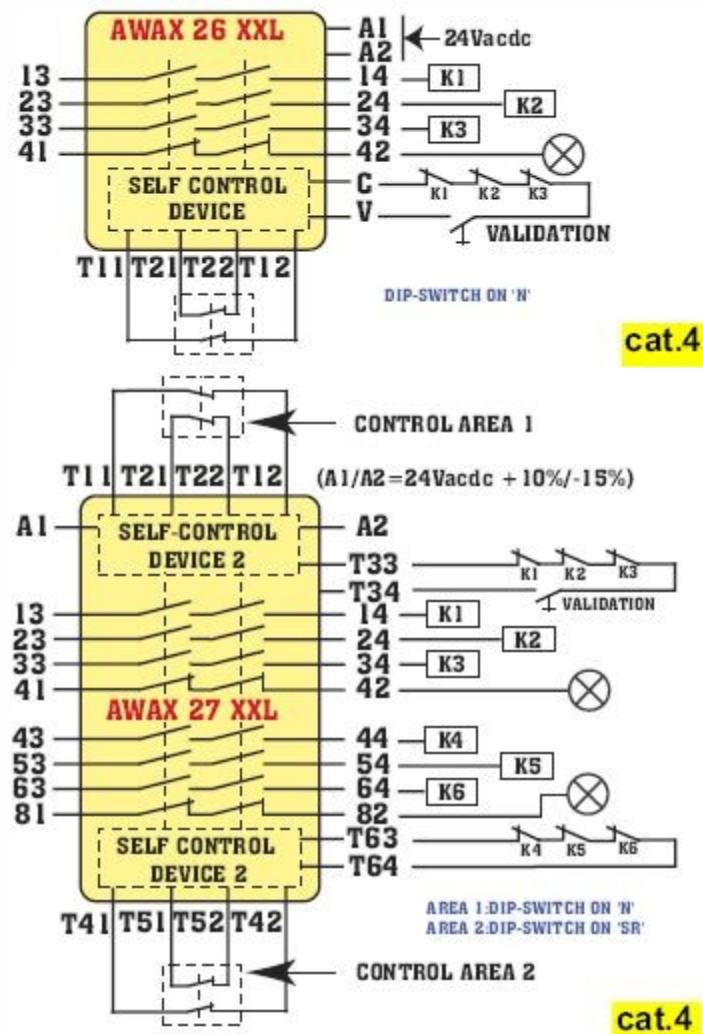 AWAX 26 XXL
A1
24Vacdc
A2
13 14 K1
23 24 K2
33 34 K3
41 42
SELF CONTROL
DEVICE
C K1 K2 K3
V VALIDATION
T11 T21 T22 T12
DIP-SWITCH ON 'N'
cat.4
CONTROL AREA 1
T11 T21 T22 T12 (A1/A2=24Vacdc +10%/-15%)
A1 SELF-CONTROL A2
DEVICE 2
T33 K1 K2 K3
T34 VALIDATION
13 14 K1
23 24 K2
33 34 K3
41 42
AWAX 27 XXL
43 44 K4
53 54 K5
63 64 K6
81 82
SELF CONTROL
DEVICE 2
T63 K4 K5 K6
T64
T41 T51 T52 T42
AREA 1:DIP-SWITCH ON 'N'
AREA 2:DIP-SWITCH ON 'SR'
CONTROL AREA 2
cat.4